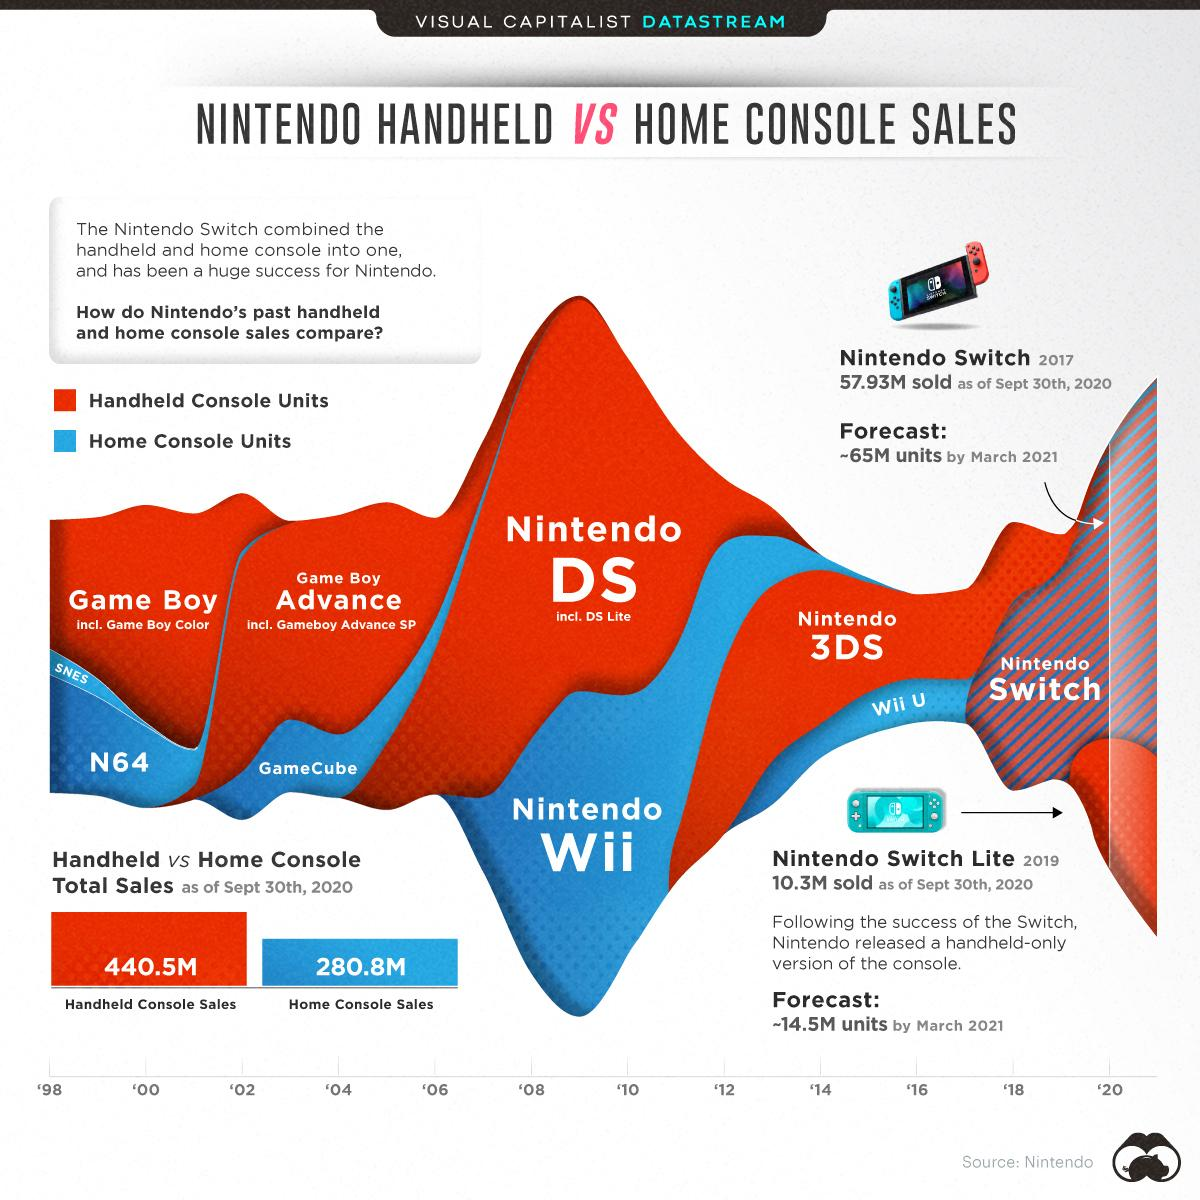 VISUAL CAPITALIST DATASTREAM
NINTENDO HANDHELD VS HOME CONSOLE SALES
The Nintendo Switch combined the
handheld and home console into one,
and has been a huge success for Nintendo.
How do Nintendo's past handheld
and home console sales compare?
Handheld Console Units
Home Console Units
Nintendo Switch 2017
57.93M sold as of Sept 30th, 2020
Forecast:
~65M units by March 2021
Game Boy
incl. Game Boy Color
SNES
N64
Game Boy
Advance
incl. Gameboy Advance SP
GameCube
Nintendo
DS
incl. DS Lite
Nintendo
Wii
Nintendo
3DS
Wii U
Nintendo
Switch
Handheld vs Home Console
Total Sales as of Sept 30th, 2020
440.5M
280.8M
Handheld Console Sales
Home Console Sales
Nintendo Switch Lite 2019
10.3M sold as of Sept 30th, 2020
Following the success of the Switch,
Nintendo released a handheld-only
version of the console.
Forecast:
~14.5M units by March 2021
'98 '00 '02 '04 '06 '08 '10 '12 '14 '16 '18 '20
Source: Nintendo